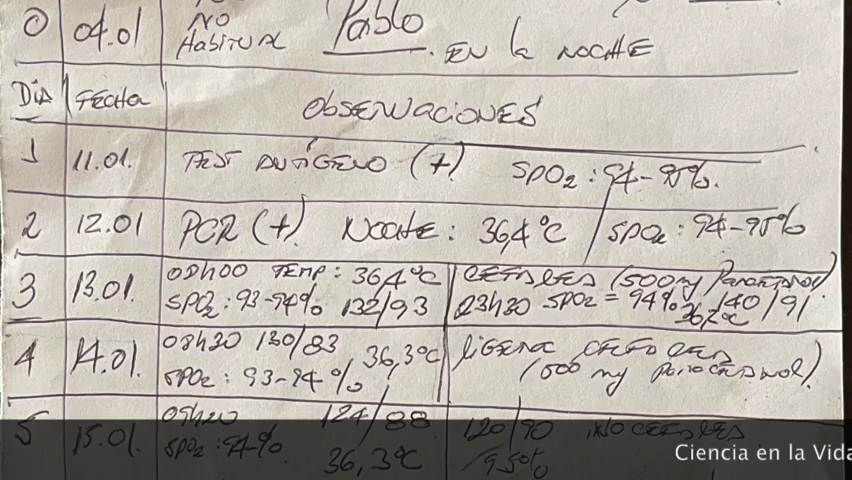 0 04.01 NO Habitual Pablo. EN la NOCHE
Día Fecha Observaciones
1 11.01. TEST ANTÍGENO (+) SPO2: 94-95%.
2 12.01 PCR (+) NOCHE: 36,4°C / SPO2: 94-95%
3 13.01. 08h00 TEMP: 36,4°C
SPO2: 93-94% 132/93
CEFALEA (500 mg Paracetamol)
23h30 SPO2 = 94% 140/91
36,2°C
4 14.01. 08h30 130/83 36,3°C
SPO2: 93-94%
ligera CEFALEA
(500 mg paracetamol)
5 15.01. 124/88
SPO2: 94%. 36,3°C
120/90
/95%
Ciencia en la Vida